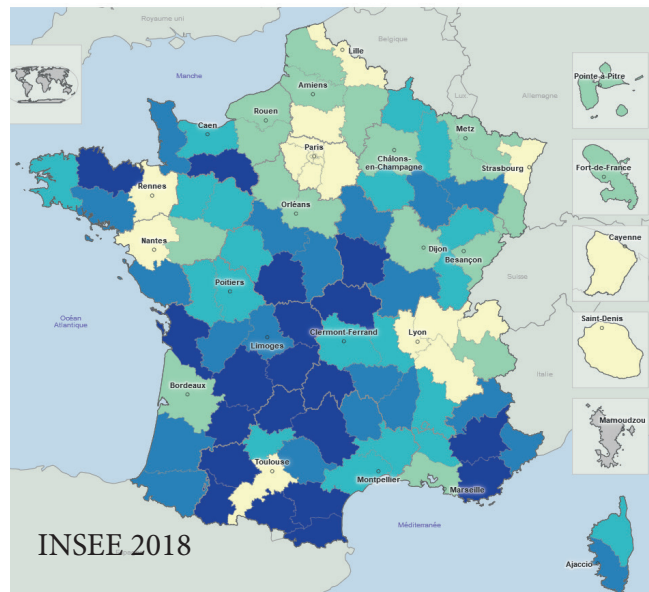 Royaume uni
Belgique
Lille
Manche
Amiens
Lux.
Allemagne
Pointe-à-Pitre
Rouen
Caen
Metz
Paris
Châlons-
en-Champagne
Strasbourg
Fort-de-France
Rennes
Orléans
Nantes
Dijon
Besançon
Cayenne
Suisse
Poitiers
Océan
Atlantique
Saint-Denis
Clermont-Ferrand
Lyon
Limoges
Italie
Bordeaux
Mamoudzou
Toulouse
Montpellier
Marseille
Méditerranée
INSEE 2018
Ajaccio